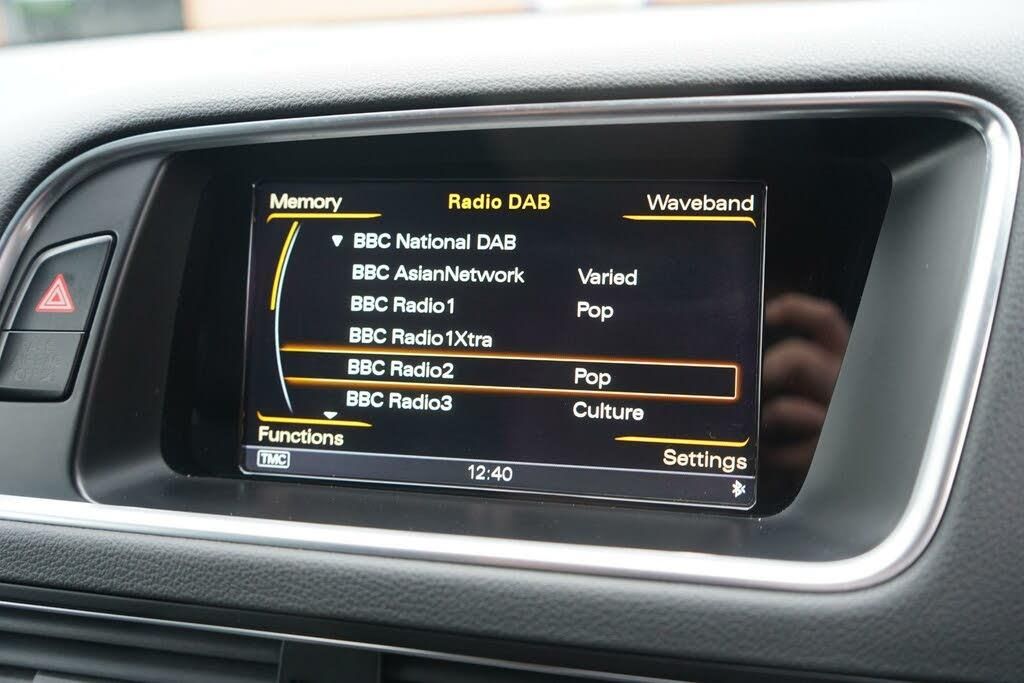 Memory Radio DAB Waveband
BBC National DAB
BBC AsianNetwork Varied
BBC Radio1 Pop
BBC Radio1Xtra
BBC Radio2 Pop
BBC Radio3 Culture
Functions Settings
TMC 12:40